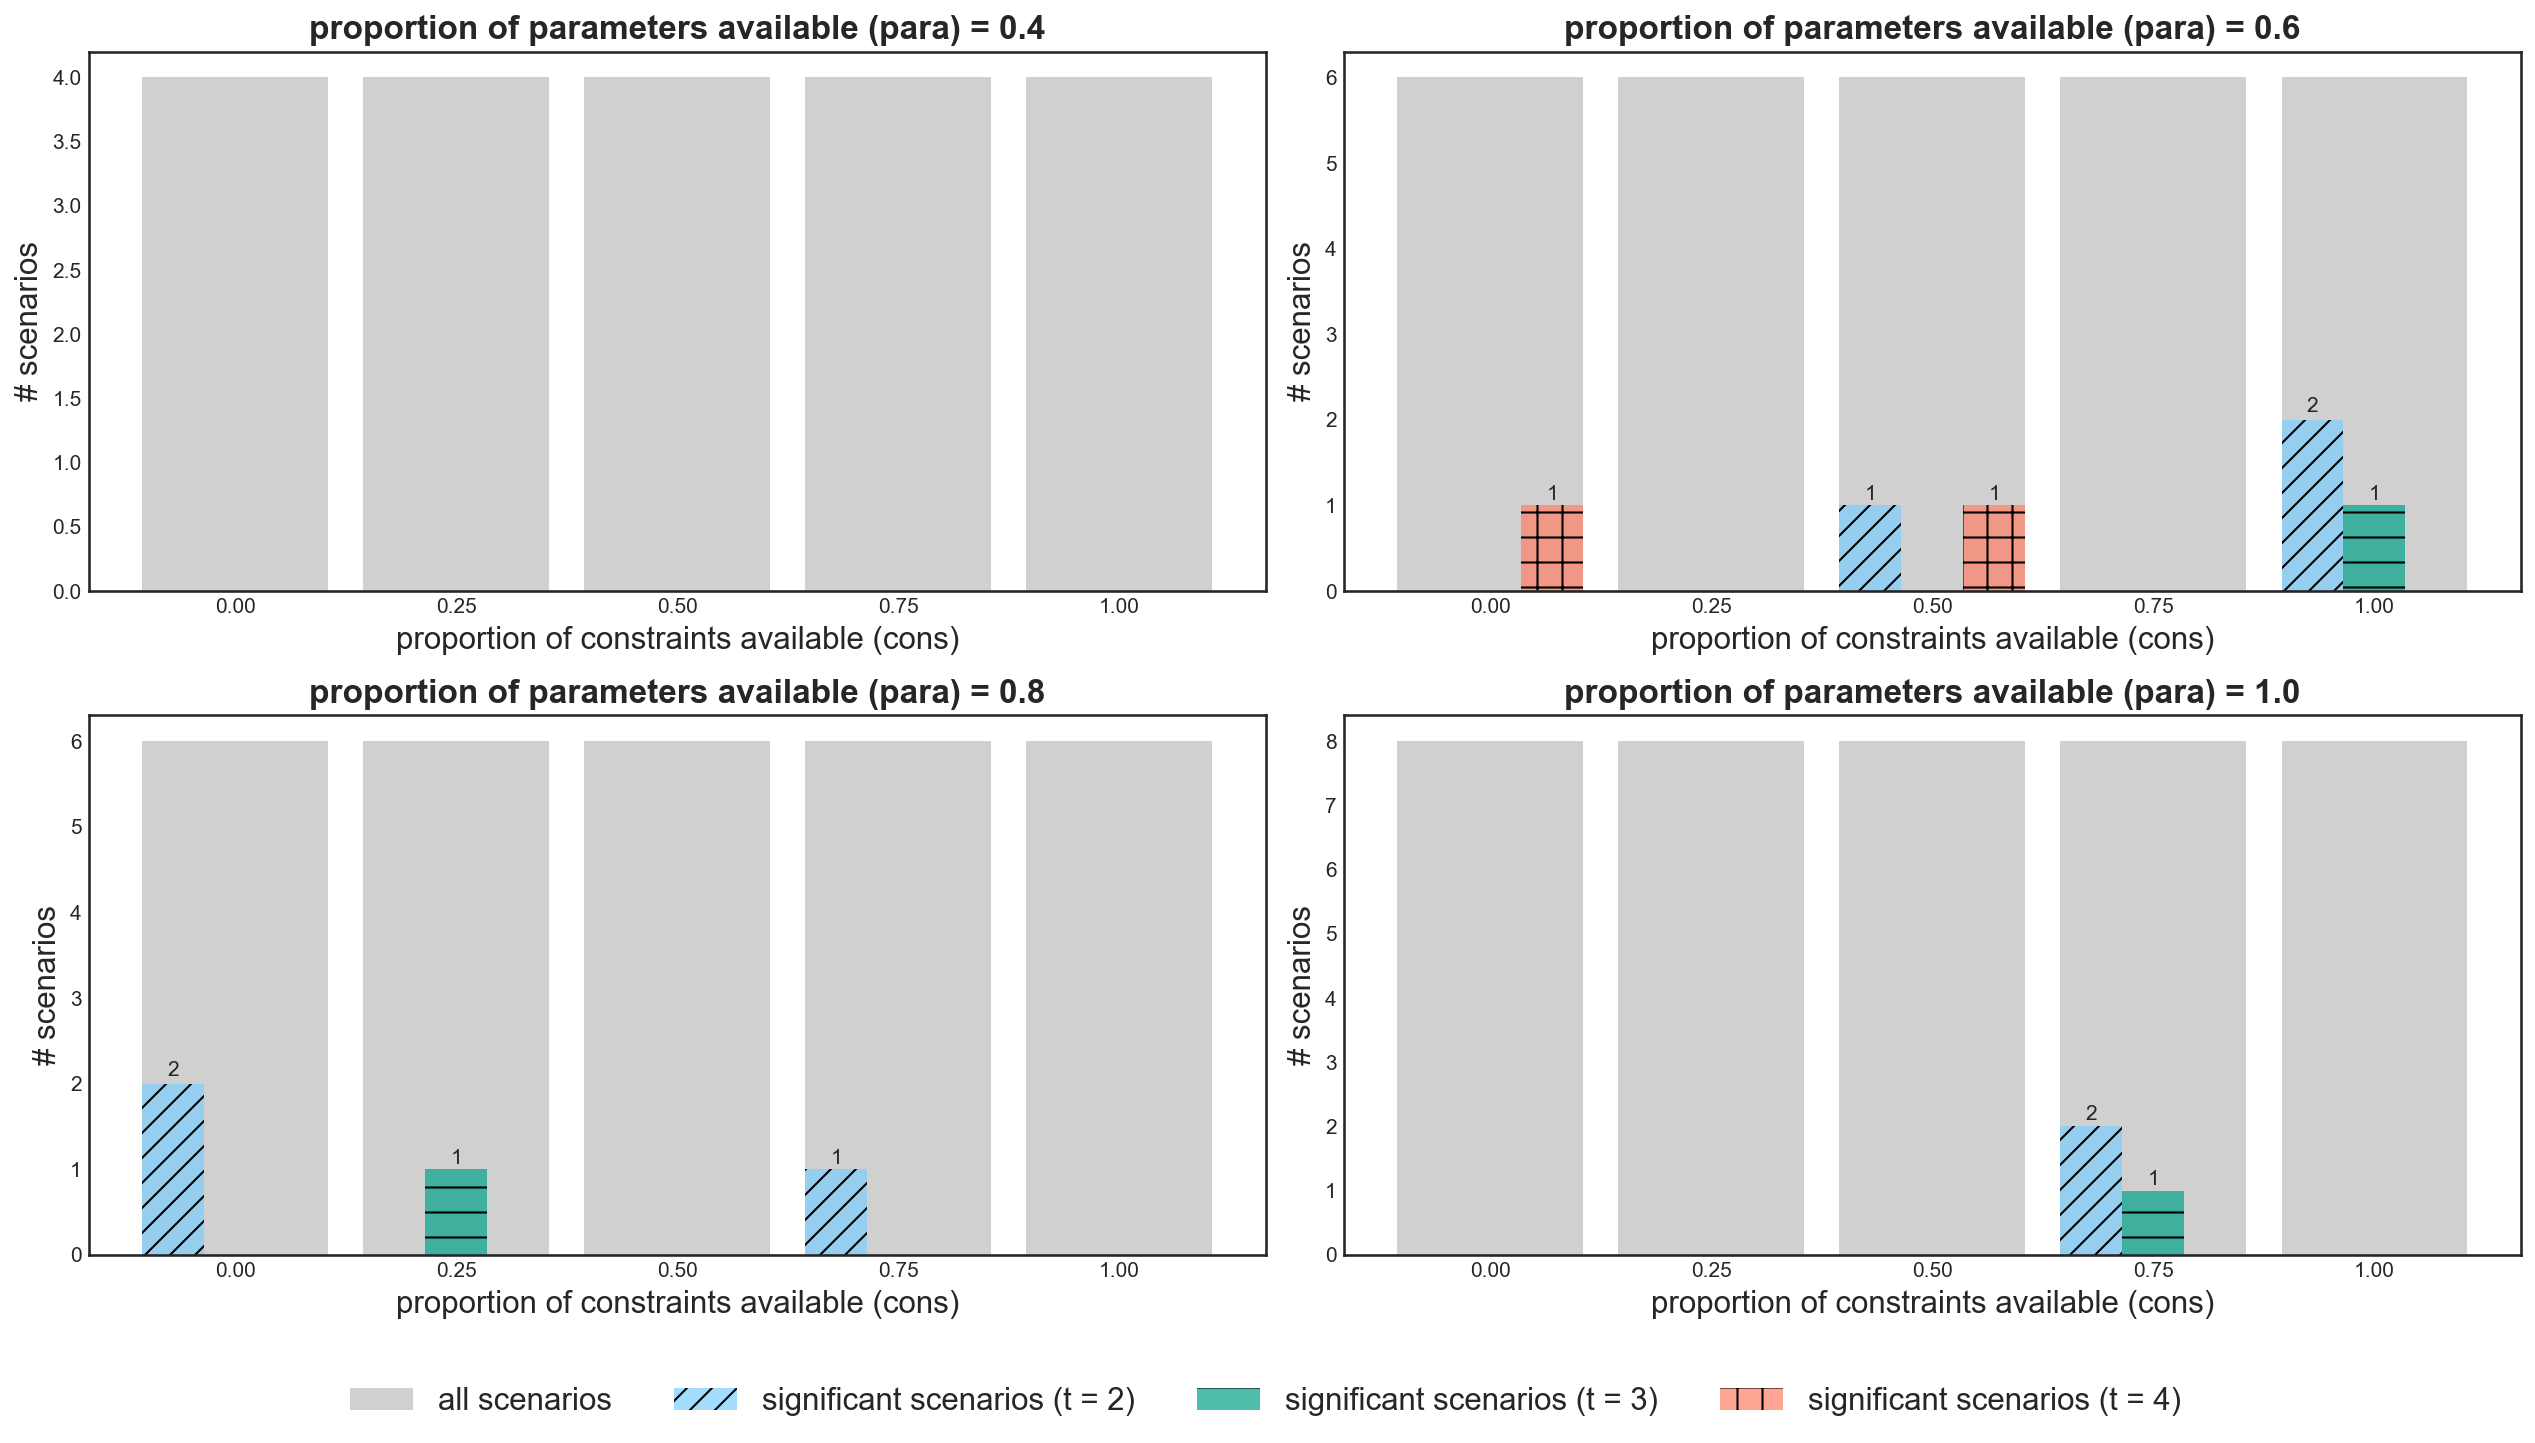 proportion of parameters available (para) = 0.4
4.0
3.5
3.0
2.5
2.0
1.5
1.0
0.5
0.0
# scenarios
0.00 0.25 0.50 0.75 1.00
proportion of constraints available (cons)
proportion of parameters available (para) = 0.6
6
5
4
3
2
1
0
# scenarios
1
1
1
2
1
0.00 0.25 0.50 0.75 1.00
proportion of constraints available (cons)
proportion of parameters available (para) = 0.8
6
5
4
3
2
1
0
# scenarios
2
1
1
0.00 0.25 0.50 0.75 1.00
proportion of constraints available (cons)
proportion of parameters available (para) = 1.0
8
7
6
5
4
3
2
1
0
# scenarios
2
1
0.00 0.25 0.50 0.75 1.00
proportion of constraints available (cons)
all scenarios significant scenarios (t = 2) significant scenarios (t = 3) significant scenarios (t = 4)